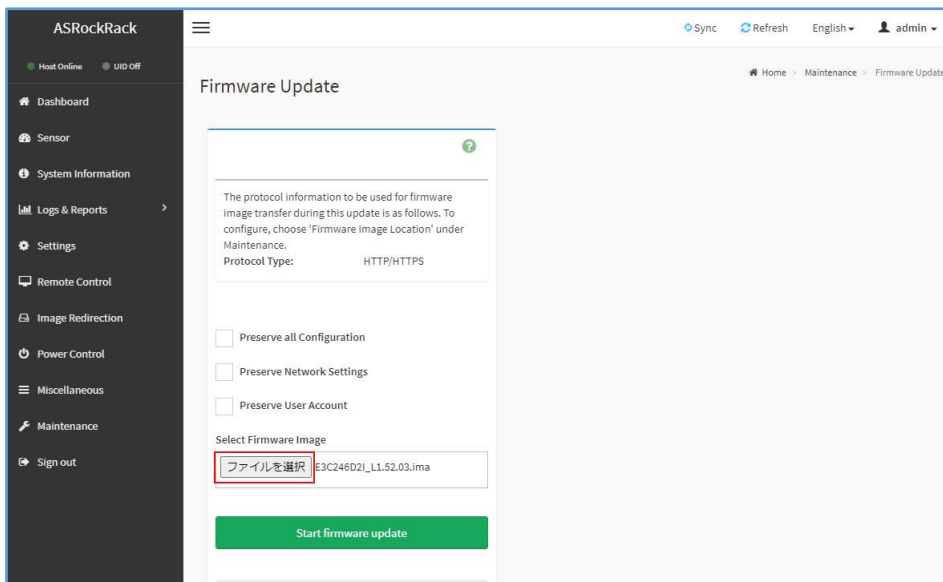 ASRockRack
Sync Refresh English admin
Host Online UID Off
Home > Maintenance > Firmware Update
Firmware Update
Dashboard
Sensor
System Information
Logs & Reports
Settings
Remote Control
Image Redirection
Power Control
Miscellaneous
Maintenance
Sign out
The protocol information to be used for firmware
image transfer during this update is as follows. To
configure, choose 'Firmware Image Location' under
Maintenance.
Protocol Type: HTTP/HTTPS
Preserve all Configuration
Preserve Network Settings
Preserve User Account
Select Firmware Image
ファイルを選択 E3C246D2I_L1.52.03.ima
Start firmware update